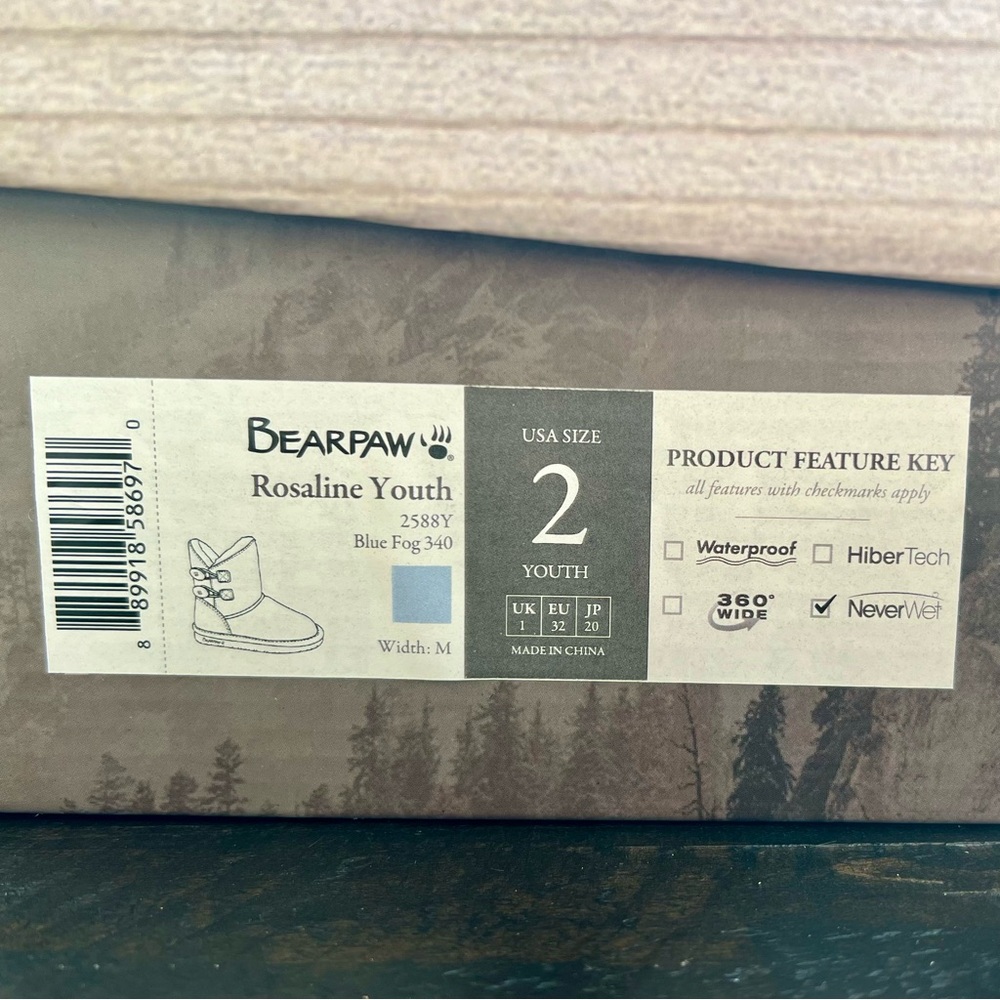 8 89918 58697 0
BEARPAW®
Rosaline Youth
2588Y
Blue Fog 340
Width: M
USA SIZE
2
YOUTH
UK EU JP
1 32 20
MADE IN CHINA
PRODUCT FEATURE KEY
all features with checkmarks apply
Waterproof HiberTech
360° WIDE NeverWet